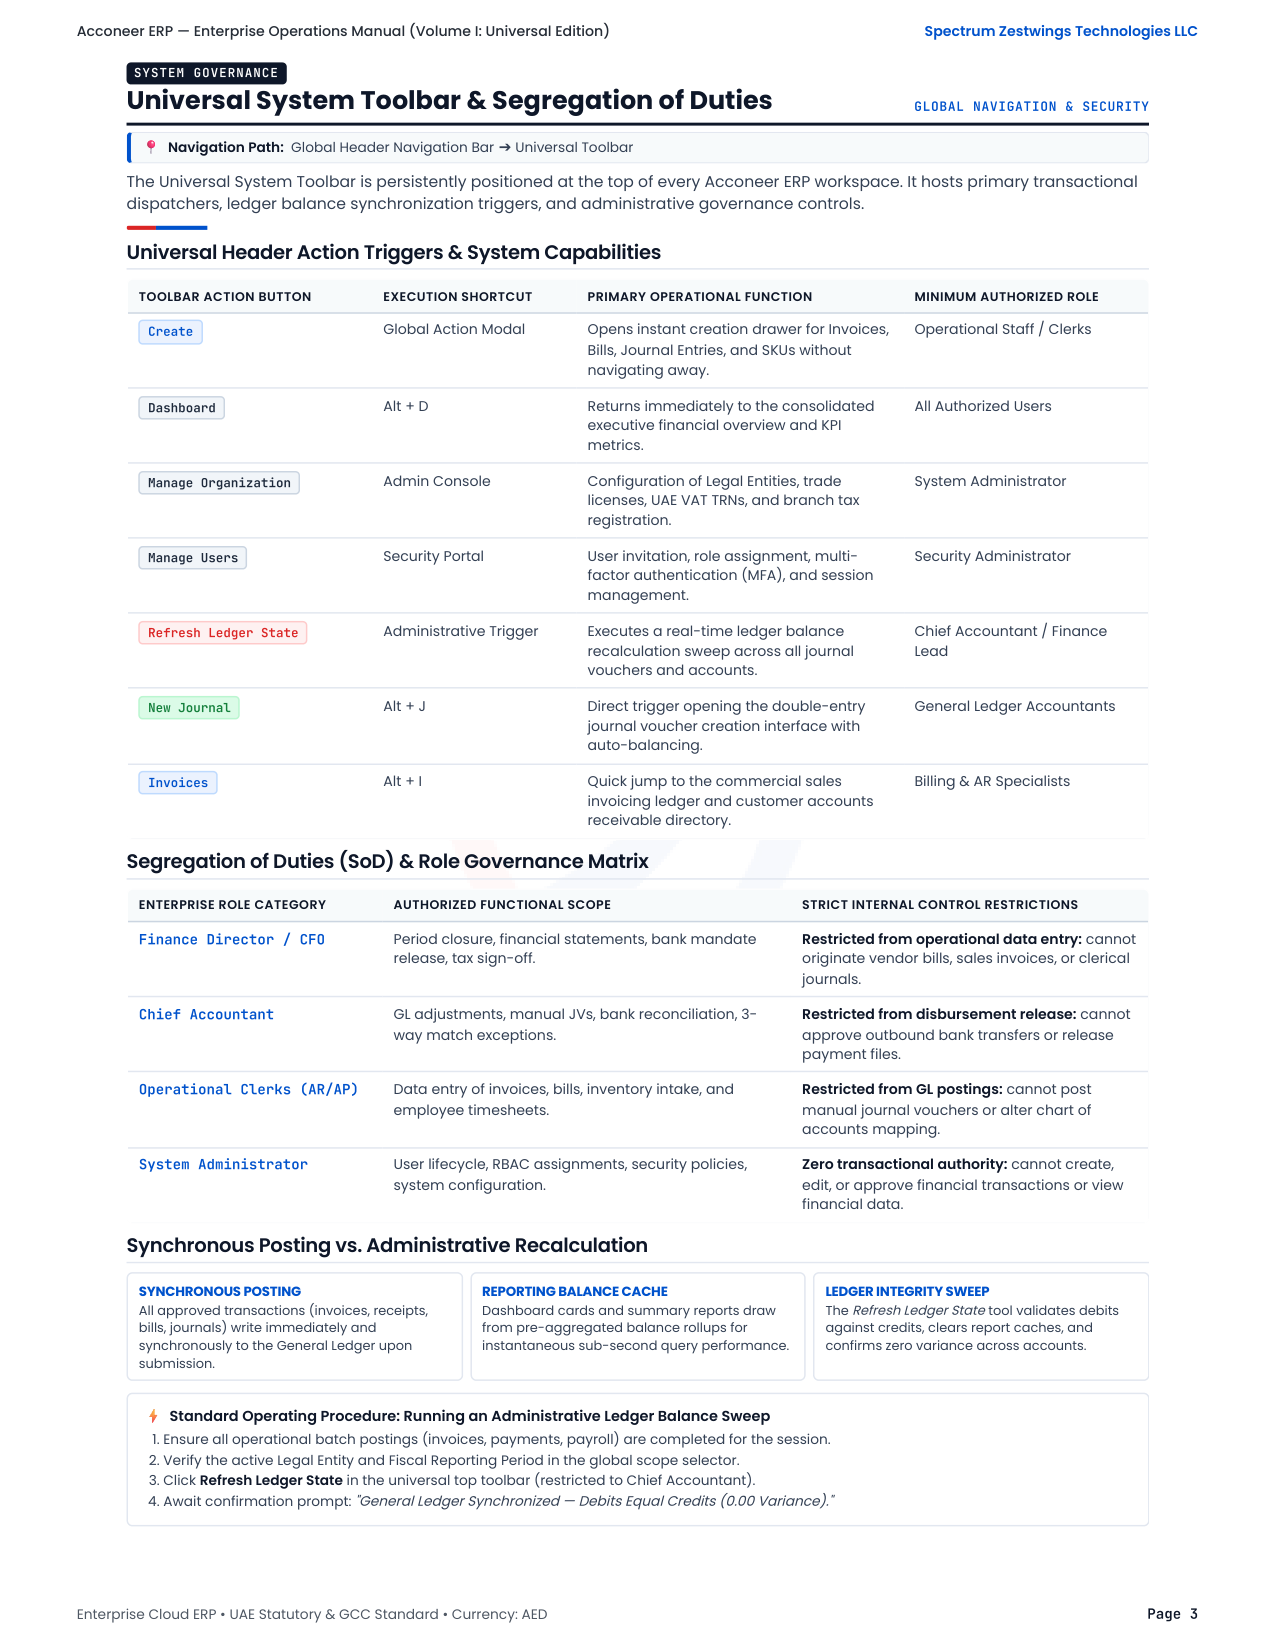 Acconeer ERP — Enterprise Operations Manual (Volume I: Universal Edition)
Spectrum Zestwings Technologies LLC
SYSTEM GOVERNANCE
Universal System Toolbar & Segregation of Duties
GLOBAL NAVIGATION & SECURITY
📍 Navigation Path: Global Header Navigation Bar ➔ Universal Toolbar
The Universal System Toolbar is persistently positioned at the top of every Acconeer ERP workspace. It hosts primary transactional
dispatchers, ledger balance synchronization triggers, and administrative governance controls.
Universal Header Action Triggers & System Capabilities
TOOLBAR ACTION BUTTON EXECUTION SHORTCUT PRIMARY OPERATIONAL FUNCTION MINIMUM AUTHORIZED ROLE
Create Global Action Modal Opens instant creation drawer for Invoices, Operational Staff / Clerks
Bills, Journal Entries, and SKUs without
navigating away.
Dashboard Alt + D Returns immediately to the consolidated All Authorized Users
executive financial overview and KPI
metrics.
Manage Organization Admin Console Configuration of Legal Entities, trade System Administrator
licenses, UAE VAT TRNs, and branch tax
registration.
Manage Users Security Portal User invitation, role assignment, multi- Security Administrator
factor authentication (MFA), and session
management.
Refresh Ledger State Administrative Trigger Executes a real-time ledger balance Chief Accountant / Finance
recalculation sweep across all journal Lead
vouchers and accounts.
New Journal Alt + J Direct trigger opening the double-entry General Ledger Accountants
journal voucher creation interface with
auto-balancing.
Invoices Alt + I Quick jump to the commercial sales Billing & AR Specialists
invoicing ledger and customer accounts
receivable directory.
Segregation of Duties (SoD) & Role Governance Matrix
ENTERPRISE ROLE CATEGORY AUTHORIZED FUNCTIONAL SCOPE STRICT INTERNAL CONTROL RESTRICTIONS
Finance Director / CFO Period closure, financial statements, bank mandate Restricted from operational data entry: cannot
release, tax sign-off. originate vendor bills, sales invoices, or clerical
journals.
Chief Accountant GL adjustments, manual JVs, bank reconciliation, 3- Restricted from disbursement release: cannot
way match exceptions. approve outbound bank transfers or release
payment files.
Operational Clerks (AR/AP) Data entry of invoices, bills, inventory intake, and Restricted from GL postings: cannot post
employee timesheets. manual journal vouchers or alter chart of
accounts mapping.
System Administrator User lifecycle, RBAC assignments, security policies, Zero transactional authority: cannot create,
system configuration. edit, or approve financial transactions or view
financial data.
Synchronous Posting vs. Administrative Recalculation
SYNCHRONOUS POSTING
All approved transactions (invoices, receipts,
bills, journals) write immediately and
synchronously to the General Ledger upon
submission.
REPORTING BALANCE CACHE
Dashboard cards and summary reports draw
from pre-aggregated balance rollups for
instantaneous sub-second query performance.
LEDGER INTEGRITY SWEEP
The Refresh Ledger State tool validates debits
against credits, clears report caches, and
confirms zero variance across accounts.
⚡ Standard Operating Procedure: Running an Administrative Ledger Balance Sweep
1. Ensure all operational batch postings (invoices, payments, payroll) are completed for the session.
2. Verify the active Legal Entity and Fiscal Reporting Period in the global scope selector.
3. Click Refresh Ledger State in the universal top toolbar (restricted to Chief Accountant).
4. Await confirmation prompt: "General Ledger Synchronized — Debits Equal Credits (0.00 Variance)."
Enterprise Cloud ERP • UAE Statutory & GCC Standard • Currency: AED
Page 3